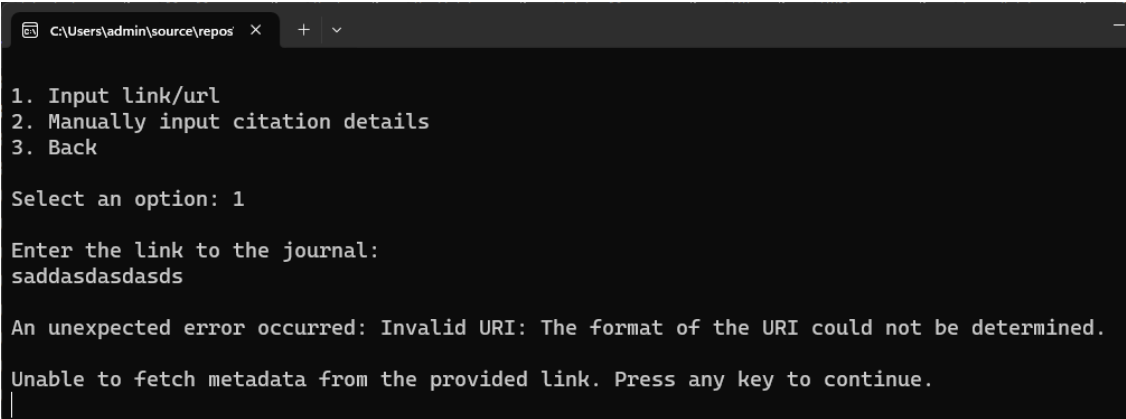 C:\Users\admin\source\repos
1. Input link/url
2. Manually input citation details
3. Back
Select an option: 1
Enter the link to the journal:
saddasdasdasds
An unexpected error occurred: Invalid URI: The format of the URI could not be determined.
Unable to fetch metadata from the provided link. Press any key to continue.